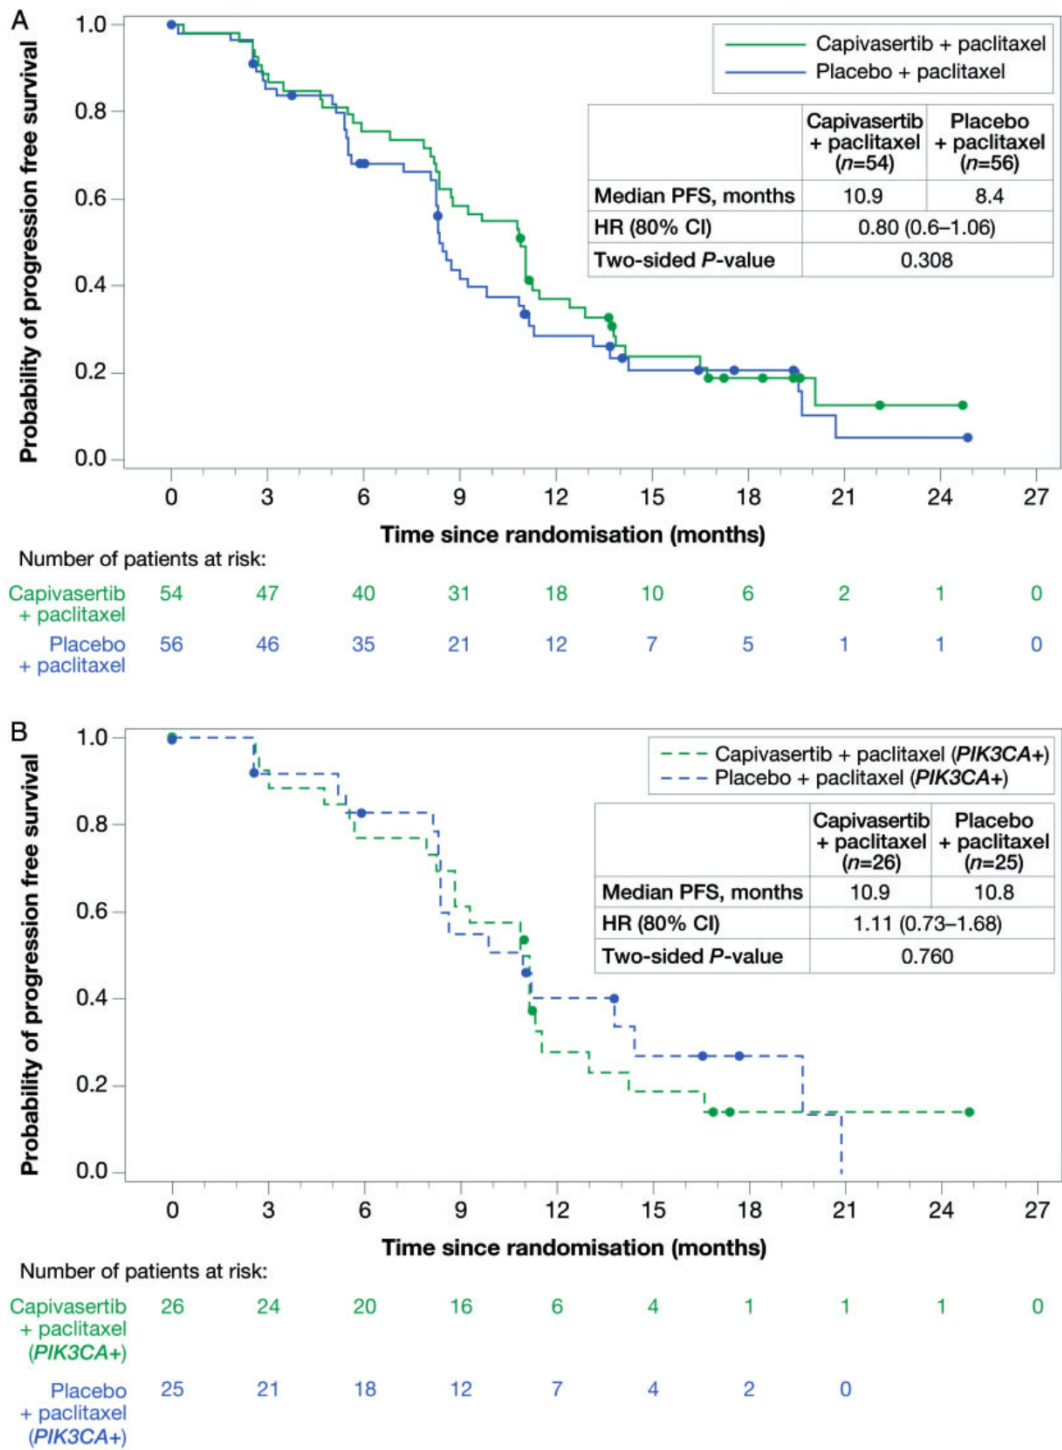 A
Probability of progression free survival
1.0
0.8
0.6
0.4
0.2
0.0
Capivasertib + paclitaxel
Placebo + paclitaxel
Capivasertib + paclitaxel (n=54)
Placebo + paclitaxel (n=56)
Median PFS, months 10.9 8.4
HR (80% CI) 0.80 (0.6–1.06)
Two-sided P-value 0.308
0 3 6 9 12 15 18 21 24 27
Time since randomisation (months)
Number of patients at risk:
Capivasertib + paclitaxel 54 47 40 31 18 10 6 2 1 0
Placebo + paclitaxel 56 46 35 21 12 7 5 1 1 0
B
Probability of progression free survival
1.0
0.8
0.6
0.4
0.2
0.0
Capivasertib + paclitaxel (PIK3CA+)
Placebo + paclitaxel (PIK3CA+)
Capivasertib + paclitaxel (n=26)
Placebo + paclitaxel (n=25)
Median PFS, months 10.9 10.8
HR (80% CI) 1.11 (0.73–1.68)
Two-sided P-value 0.760
0 3 6 9 12 15 18 21 24 27
Time since randomisation (months)
Number of patients at risk:
Capivasertib + paclitaxel (PIK3CA+) 26 24 20 16 6 4 1 1 1 0
Placebo + paclitaxel (PIK3CA+) 25 21 18 12 7 4 2 0